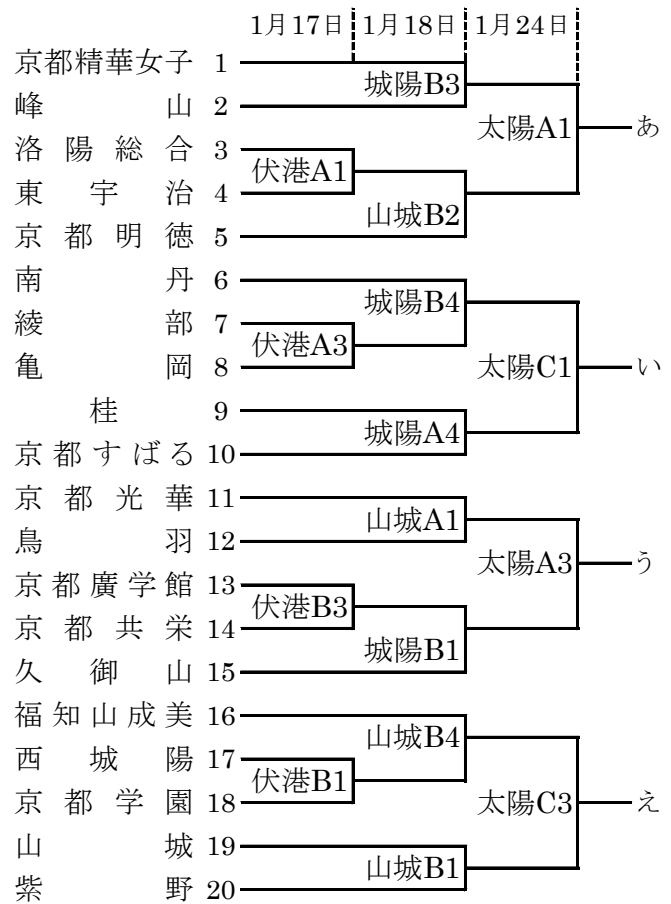 1月17日 1月18日 1月24日
京都精華女子 1
城陽B3
峰山 2
太陽A1 あ
洛陽総合 3
伏港A1
東宇治 4
山城B2
京都明徳 5
南丹 6
城陽B4
綾部 7
伏港A3
亀岡 8
太陽C1 い
桂 9
城陽A4
京都すばる 10
京都光華 11
山城A1
鳥羽 12
太陽A3 う
京都廣学館 13
伏港B3
京都共栄 14
城陽B1
久御山 15
福知山成美 16
山城B4
西城陽 17
伏港B1
京都学園 18
太陽C3 え
山城 19
山城B1
紫野 20